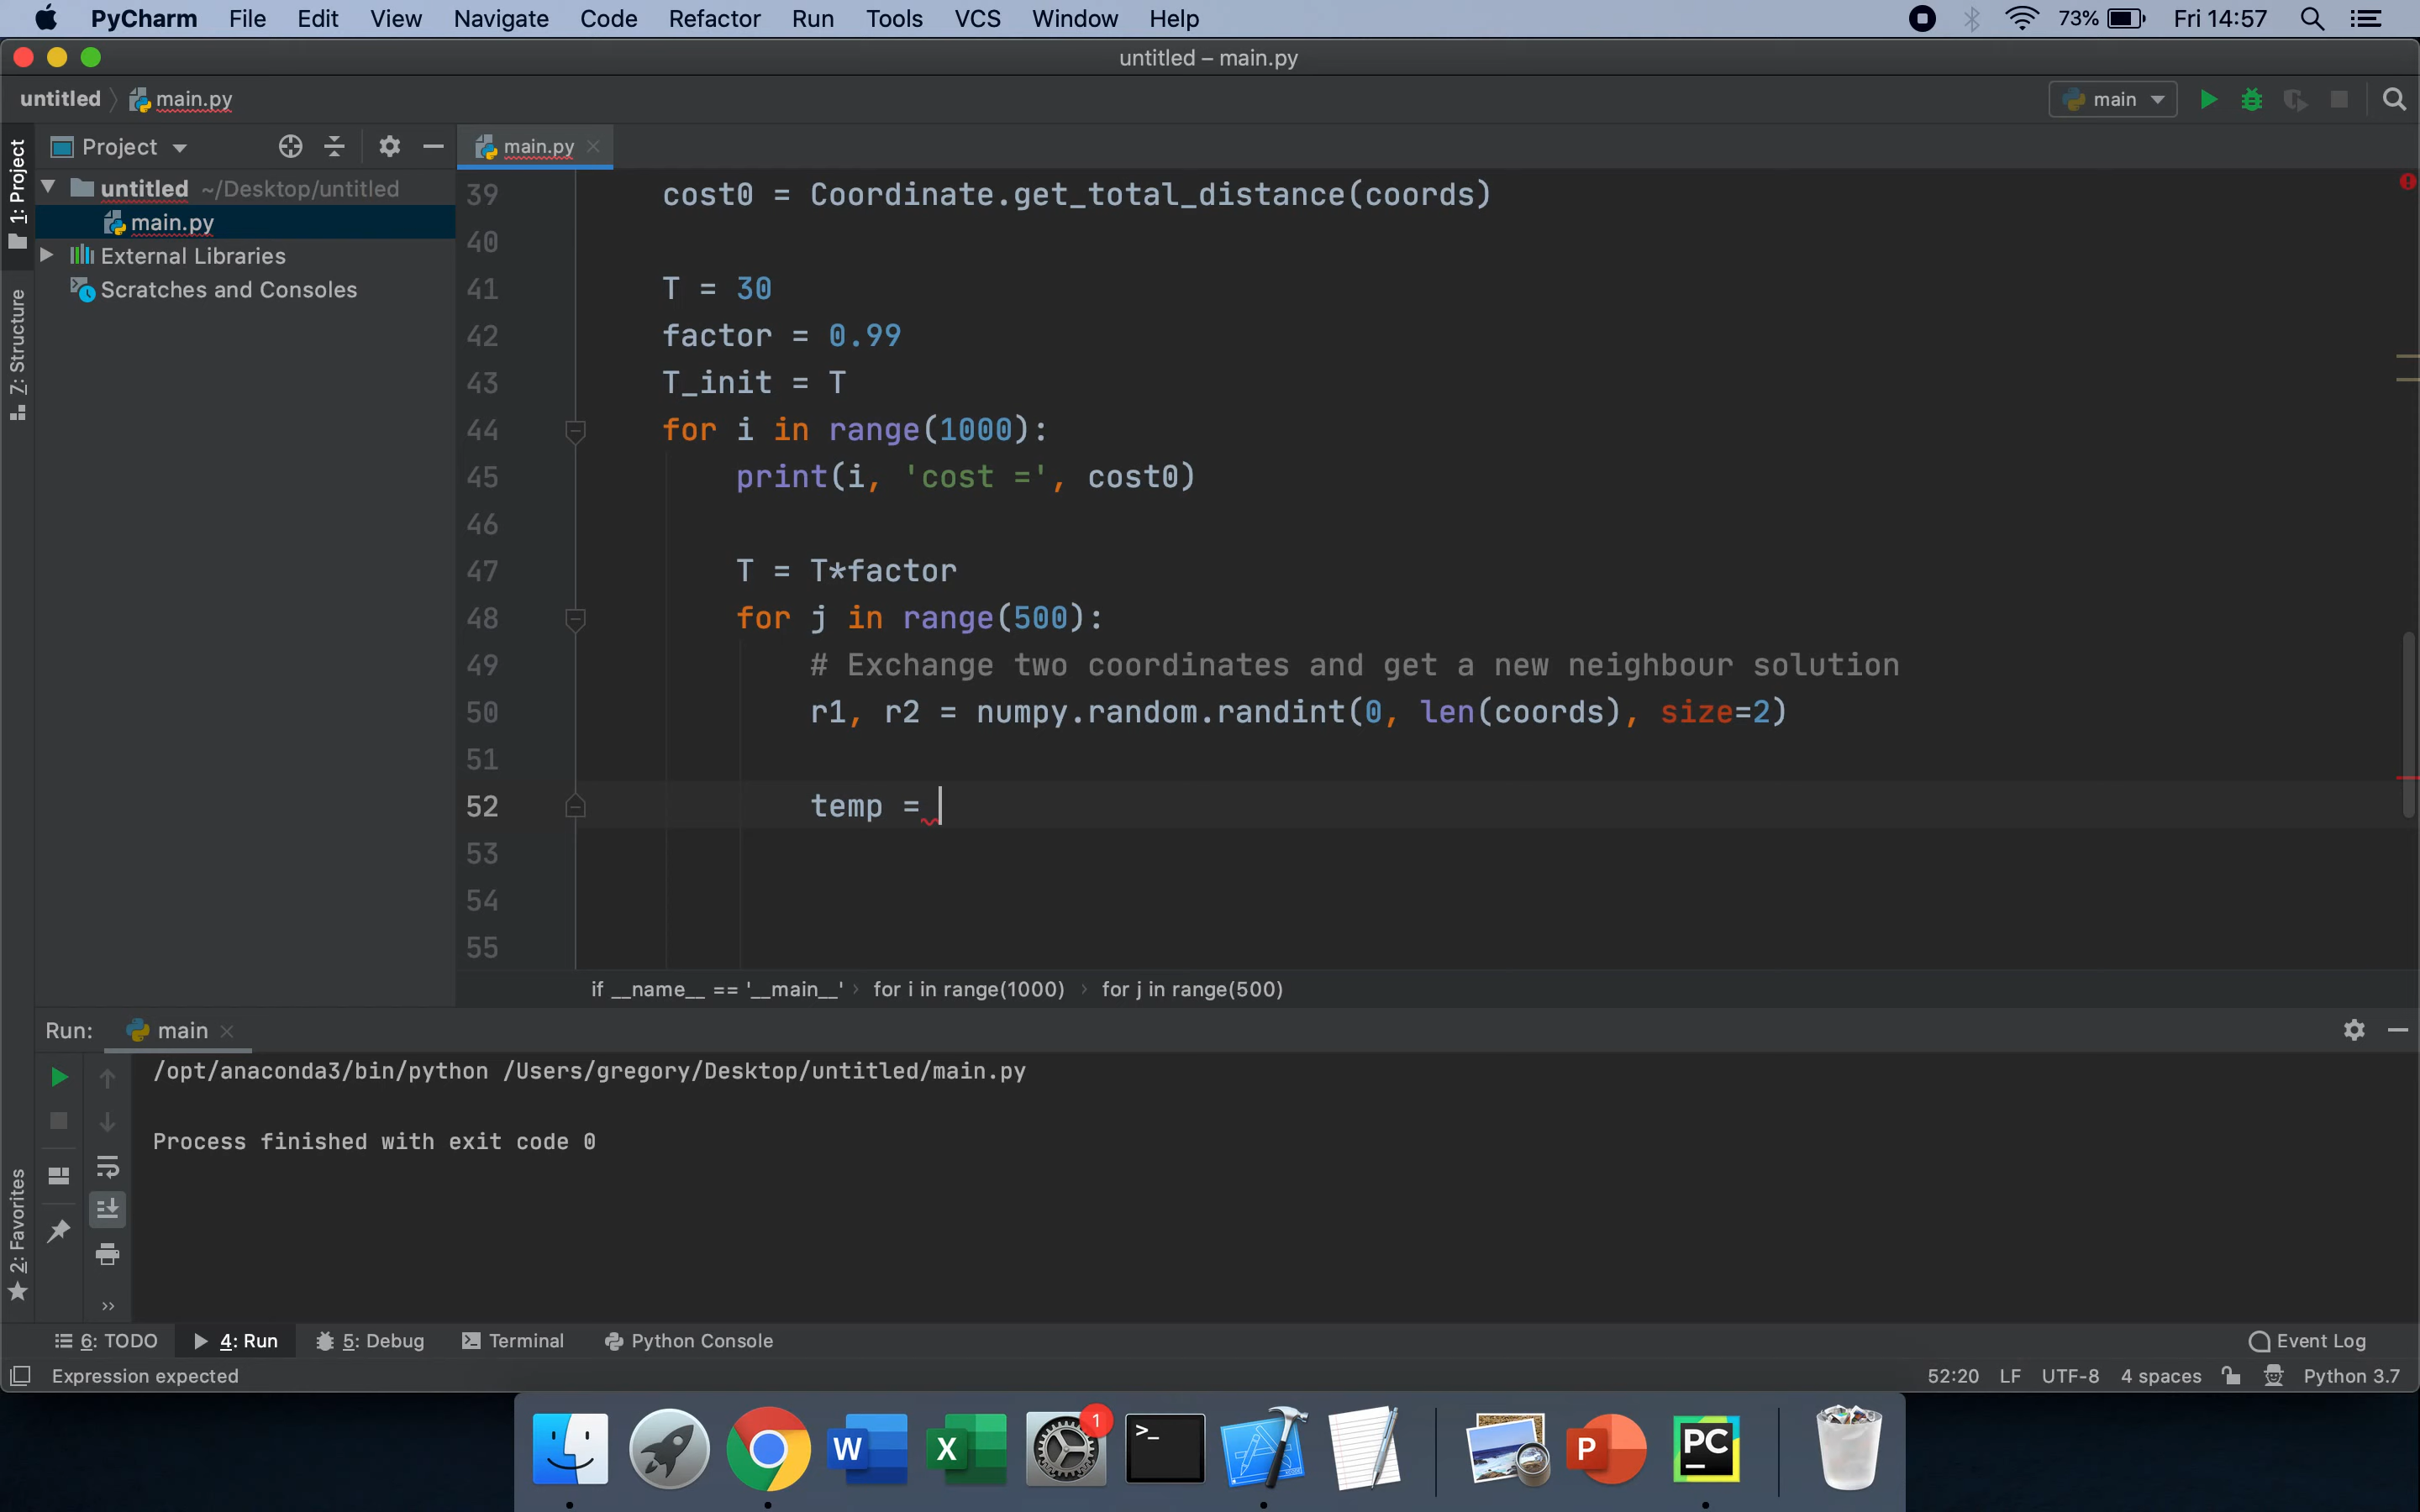 PyCharm File Edit View Navigate Code Refactor Run Tools VCS Window Help 73% Fri 14:57
untitled – main.py
untitled main.py main
1: Project
Project
main.py
untitled ~/Desktop/untitled
main.py
External Libraries
Scratches and Consoles
Z: Structure
39 cost0 = Coordinate.get_total_distance(coords)
40
41 T = 30
42 factor = 0.99
43 T_init = T
44 for i in range(1000):
45 print(i, 'cost =', cost0)
46
47 T = T*factor
48 for j in range(500):
49 # Exchange two coordinates and get a new neighbour solution
50 r1, r2 = numpy.random.randint(0, len(coords), size=2)
51
52 temp =
53
54
55
if __name__ == '__main__' › for i in range(1000) › for j in range(500)
Run: main
/opt/anaconda3/bin/python /Users/gregory/Desktop/untitled/main.py
Process finished with exit code 0
2: Favorites
»
6: TODO 4: Run 5: Debug Terminal Python Console Event Log
Expression expected 52:20 LF UTF-8 4 spaces Python 3.7
W X 1 >_ P PC